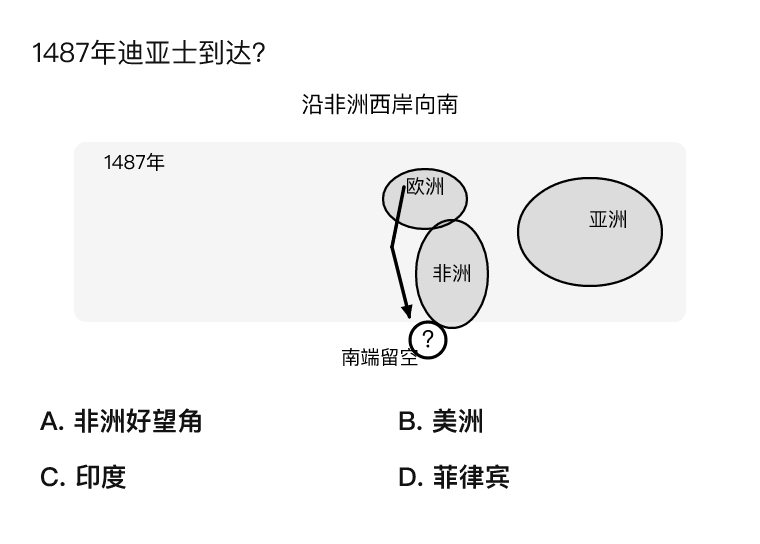 1487年迪亚士到达？
沿非洲西岸向南
1487年
欧洲
亚洲
非洲
?
南端留空
A. 非洲好望角
B. 美洲
C. 印度
D. 菲律宾